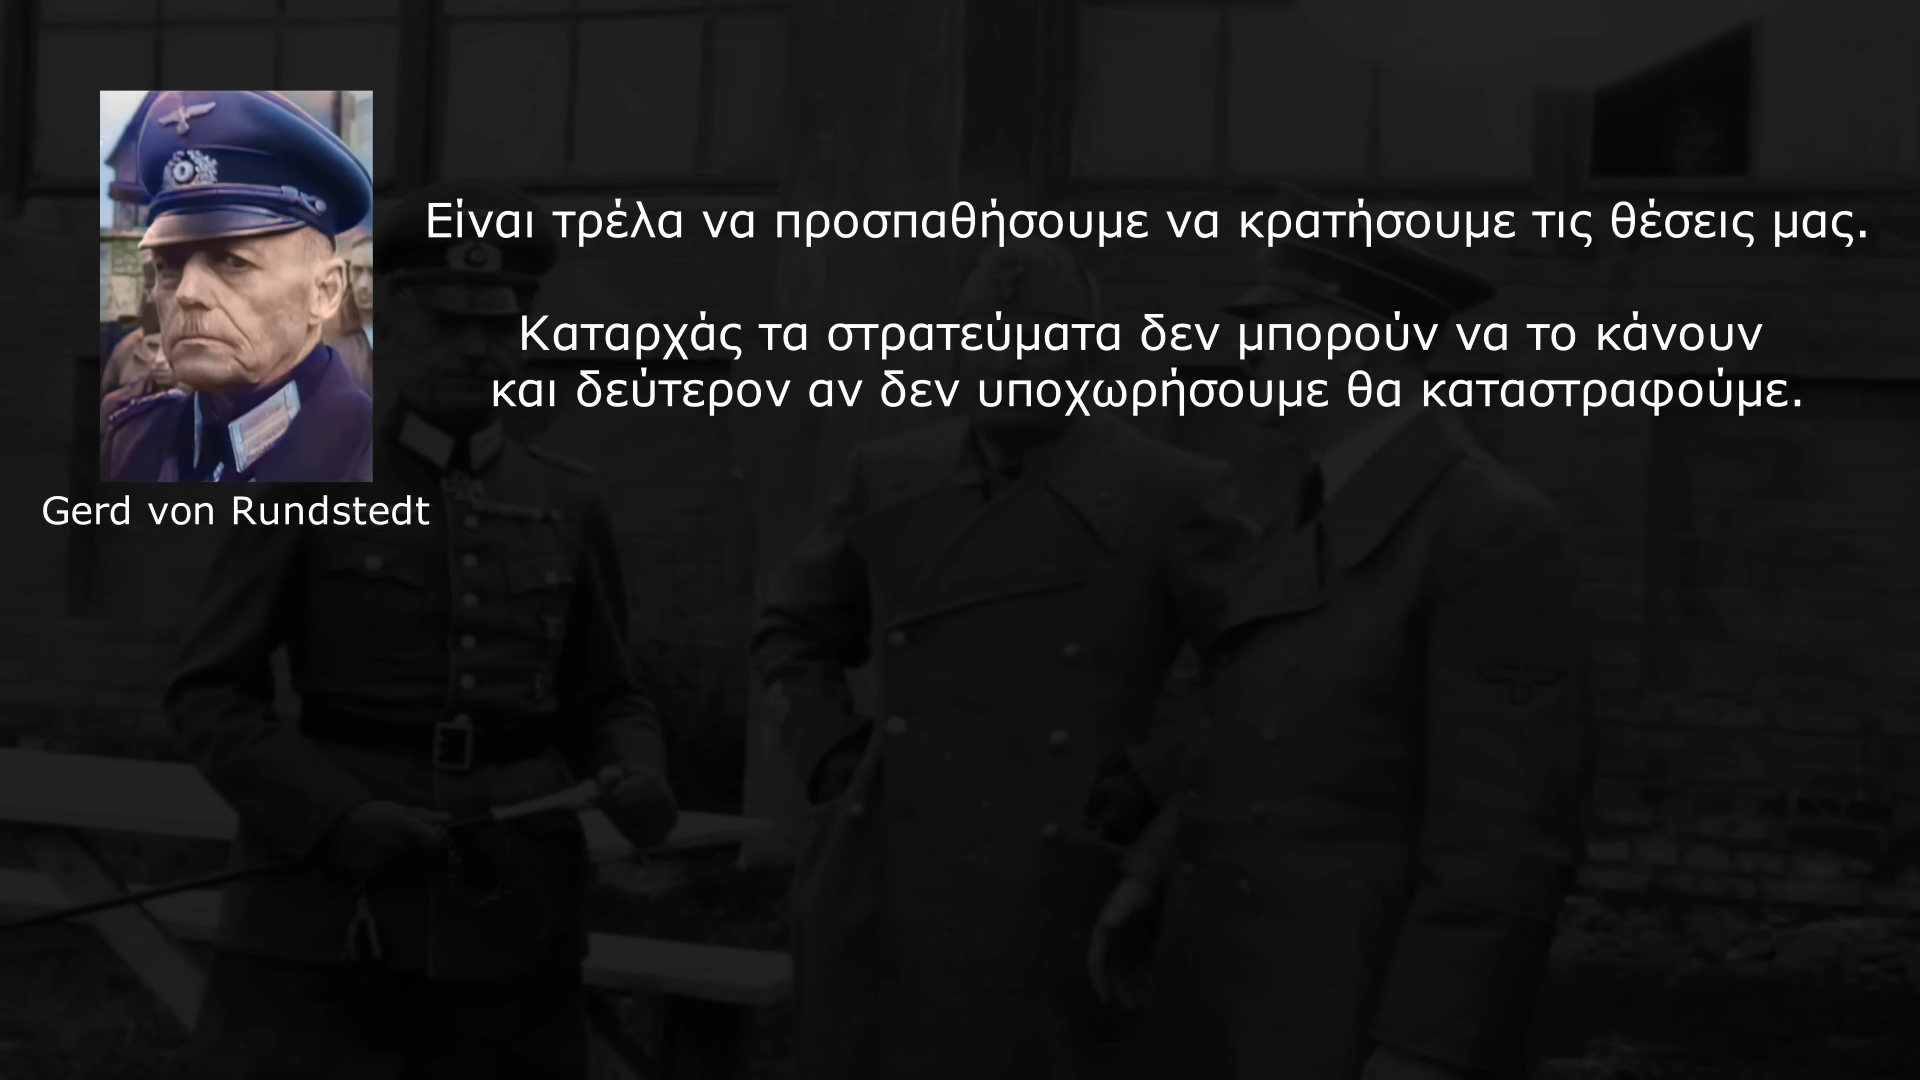 Είναι τρέλα να προσπαθήσουμε να κρατήσουμε τις θέσεις μας.
Καταρχάς τα στρατεύματα δεν μπορούν να το κάνουν
και δεύτερον αν δεν υποχωρήσουμε θα καταστραφούμε.
Gerd von Rundstedt